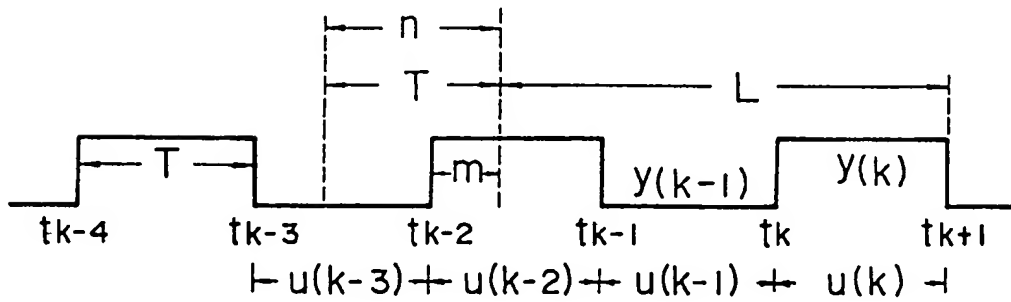 n
T
L
T
m
y(k-1)
y(k)
tk-4
tk-3
tk-2
tk-1
tk
tk+1
u(k-3)
u(k-2)
u(k-1)
u(k)